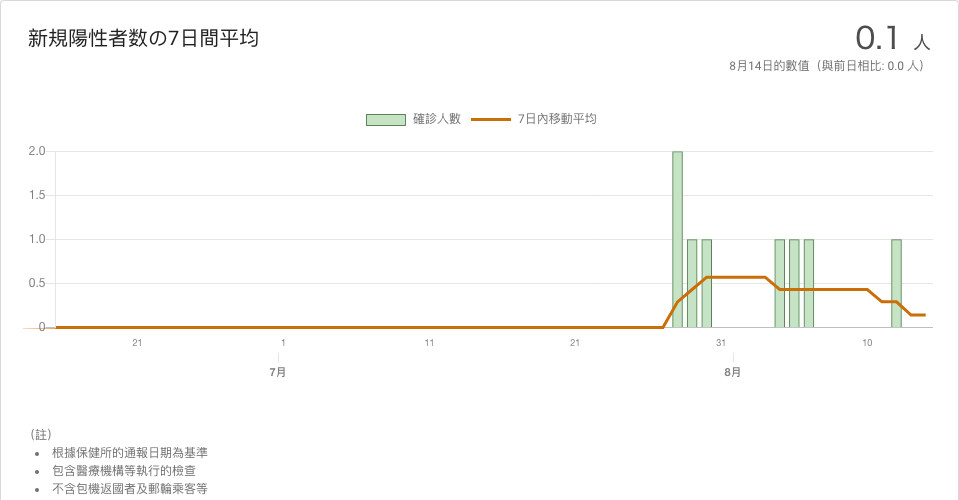 新規陽性者数の7日間平均
0.1 人
8月14日的數值（與前日相比: 0.0 人）
確診人數 7日內移動平均
2.0
1.5
1.0
0.5
0
21 1 11 21 31 10
7月 8月
（註）
• 根據保健所的通報日期為基準
• 包含醫療機構等執行的檢查
• 不含包機返國者及郵輪乘客等